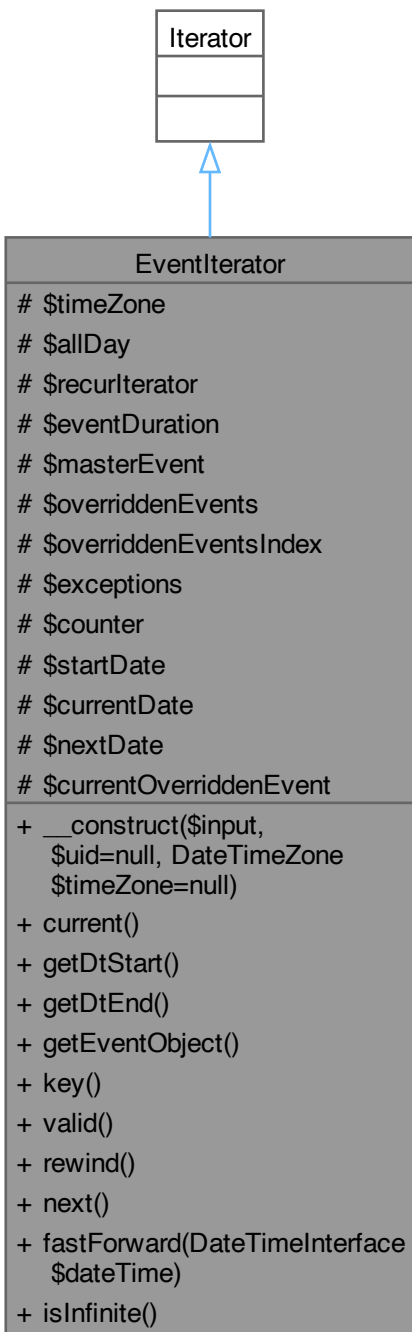 Iterator
EventIterator
# $timeZone
# $allDay
# $recurIterator
# $eventDuration
# $masterEvent
# $overriddenEvents
# $overriddenEventsIndex
# $exceptions
# $counter
# $startDate
# $currentDate
# $nextDate
# $currentOverriddenEvent
+ __construct($input,
$uid=null, DateTimeZone
$timeZone=null)
+ current()
+ getDtStart()
+ getDtEnd()
+ getEventObject()
+ key()
+ valid()
+ rewind()
+ next()
+ fastForward(DateTimeInterface
$dateTime)
+ isInfinite()